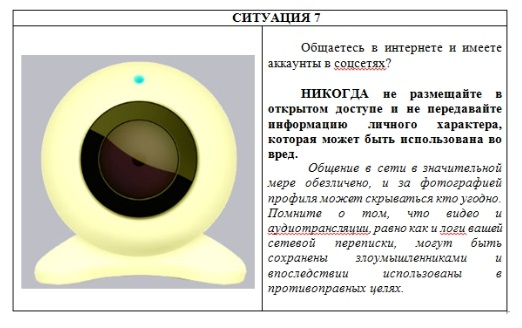 СИТУАЦИЯ 7
Общаетесь в интернете и имеете
аккаунты в соцсетях?
НИКОГДА не размещайте в
открытом доступе и не передавайте
информацию личного характера,
которая может быть использована во
вред.
Общение в сети в значительной
мере обезличено, и за фотографией
профиля может скрываться кто угодно.
Помните о том, что видео и
аудиотрансляции, равно как и логи вашей
сетевой переписки, могут быть
сохранены злоумышленниками и
впоследствии использованы в
противоправных целях.